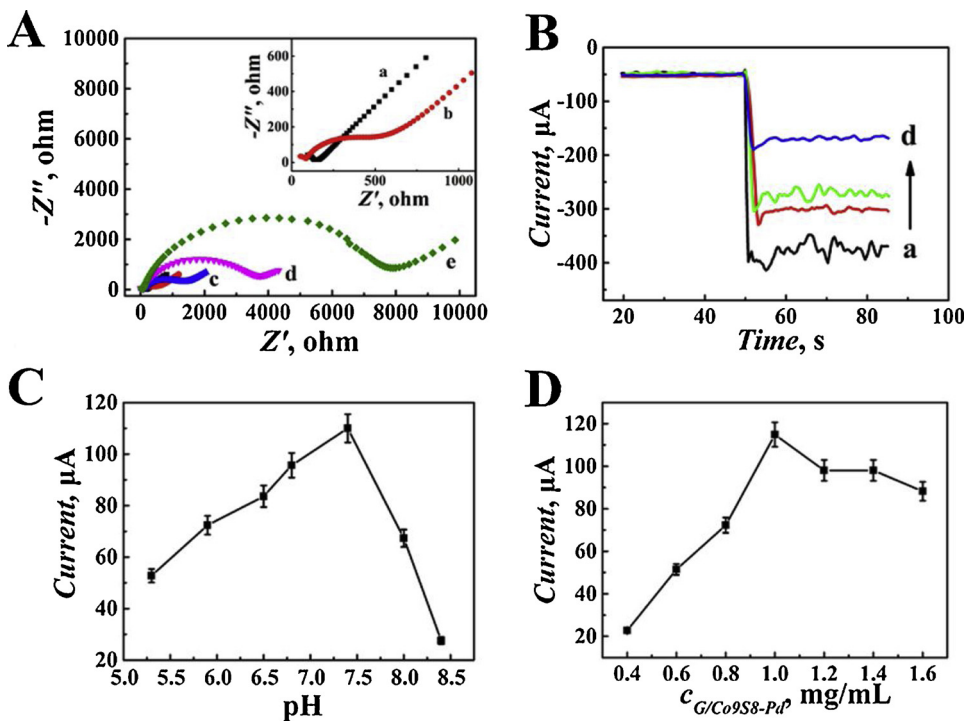 A
10000
8000
6000
4000
2000
0
-Z'', ohm
0 2000 4000 6000 8000 10000
Z', ohm
c
d
e
600
400
200
0
-Z'', ohm
0 500 1000
Z', ohm
a
b
B
0
-100
-200
-300
-400
Current, μA
20 40 60 80 100
Time, s
d
a
C
120
100
80
60
40
20
Current, μA
5.0 5.5 6.0 6.5 7.0 7.5 8.0 8.5
pH
D
120
100
80
60
40
20
Current, μA
0.4 0.6 0.8 1.0 1.2 1.4 1.6
c G/Co9S8-Pd, mg/mL